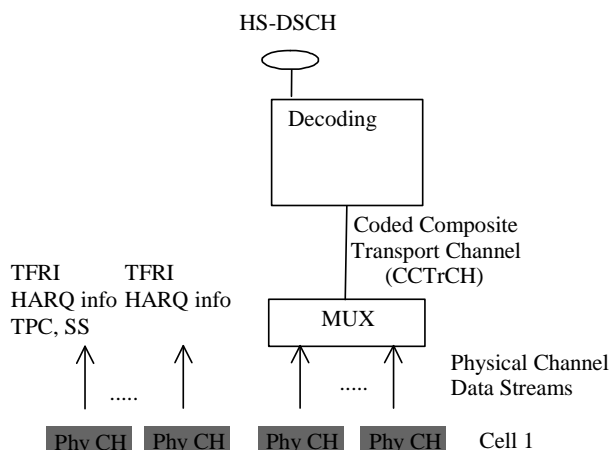 HS-DSCH
Decoding
Coded Composite
Transport Channel
(CCTrCH)
TFRI
HARQ info
TPC, SS
TFRI
HARQ info
MUX
Physical Channel
Data Streams
.....
.....
Phy CH
Phy CH
Phy CH
Phy CH
Cell 1